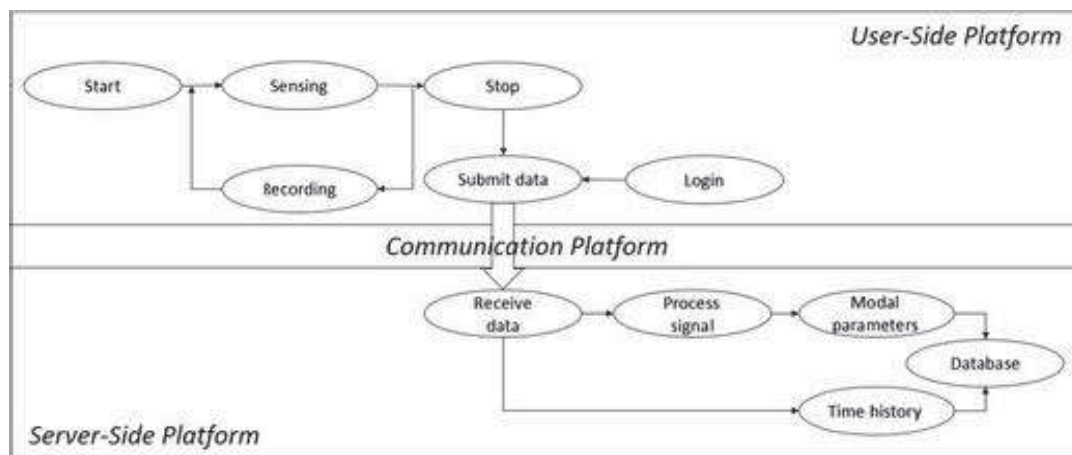 User-Side Platform
Start
Sensing
Stop
Recording
Submit data
Login
Communication Platform
Receive
data
Process
signal
Modal
parameters
Database
Time history
Server-Side Platform